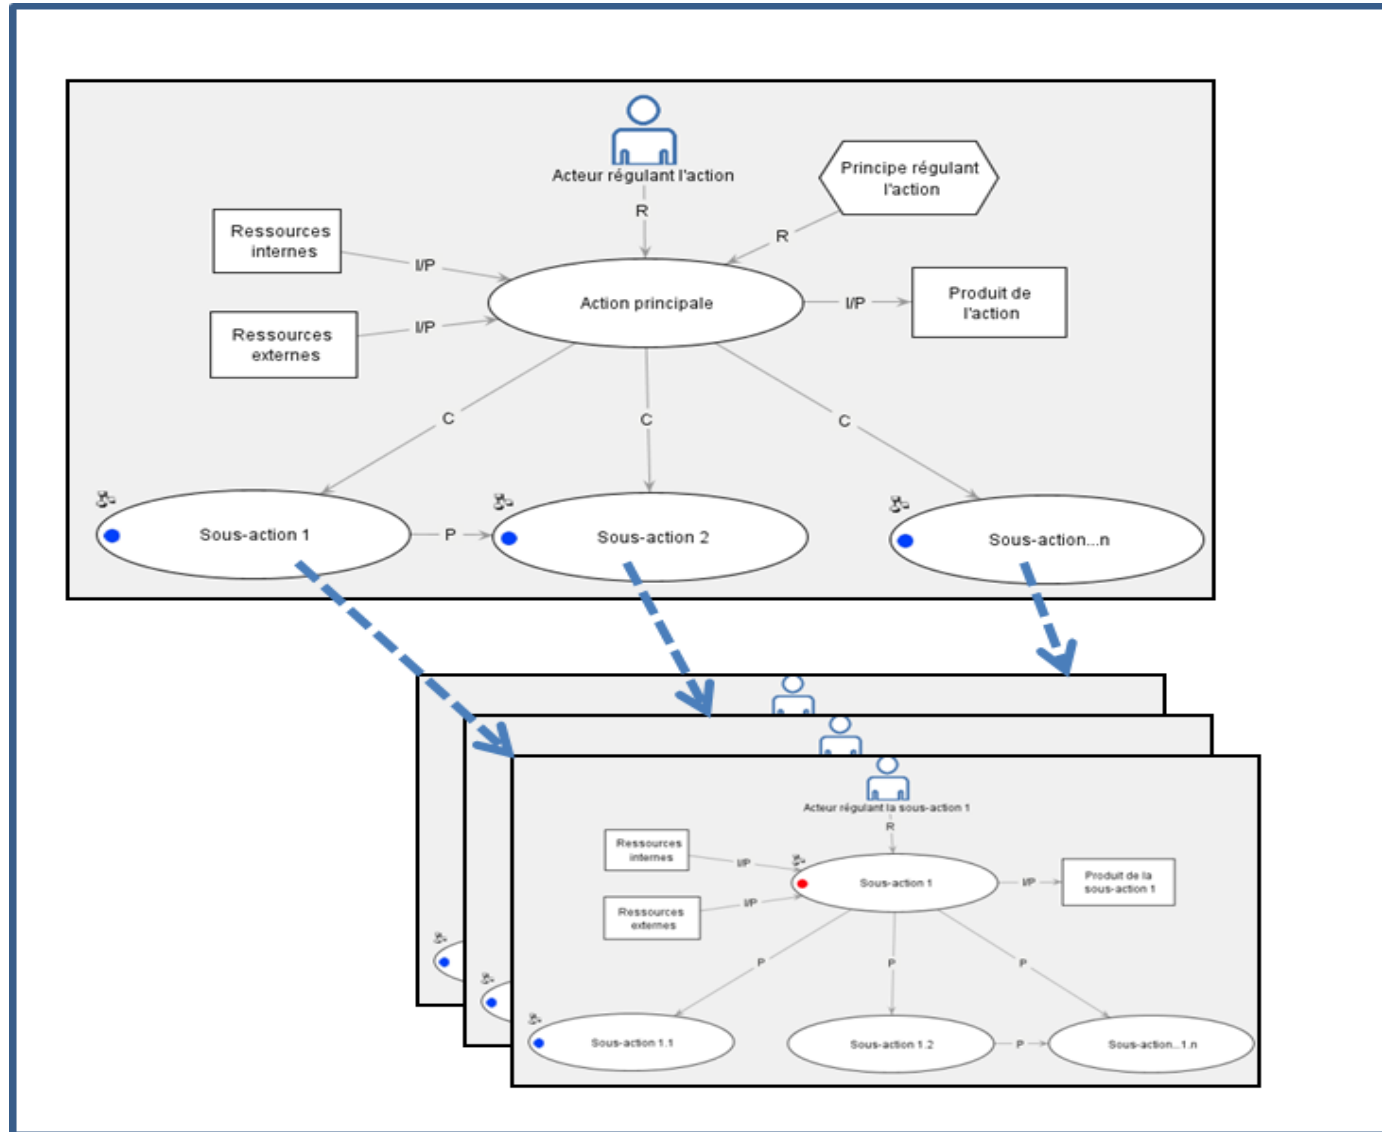 Acteur régulant l'action
Principe régulant
l'action
R
R
Ressources
internes
I/P
Action principale
I/P
Produit de
l'action
Ressources
externes
I/P
C
C
C
Sous-action 1
P
Sous-action 2
Sous-action...n
Acteur régulant la sous-action 1
R
Ressources
internes
I/P
Sous-action 1
I/P
Produit de la
sous-action 1
Ressources
externes
I/P
P
P
P
Sous-action 1.1
Sous-action 1.2
P
Sous-action...1.n